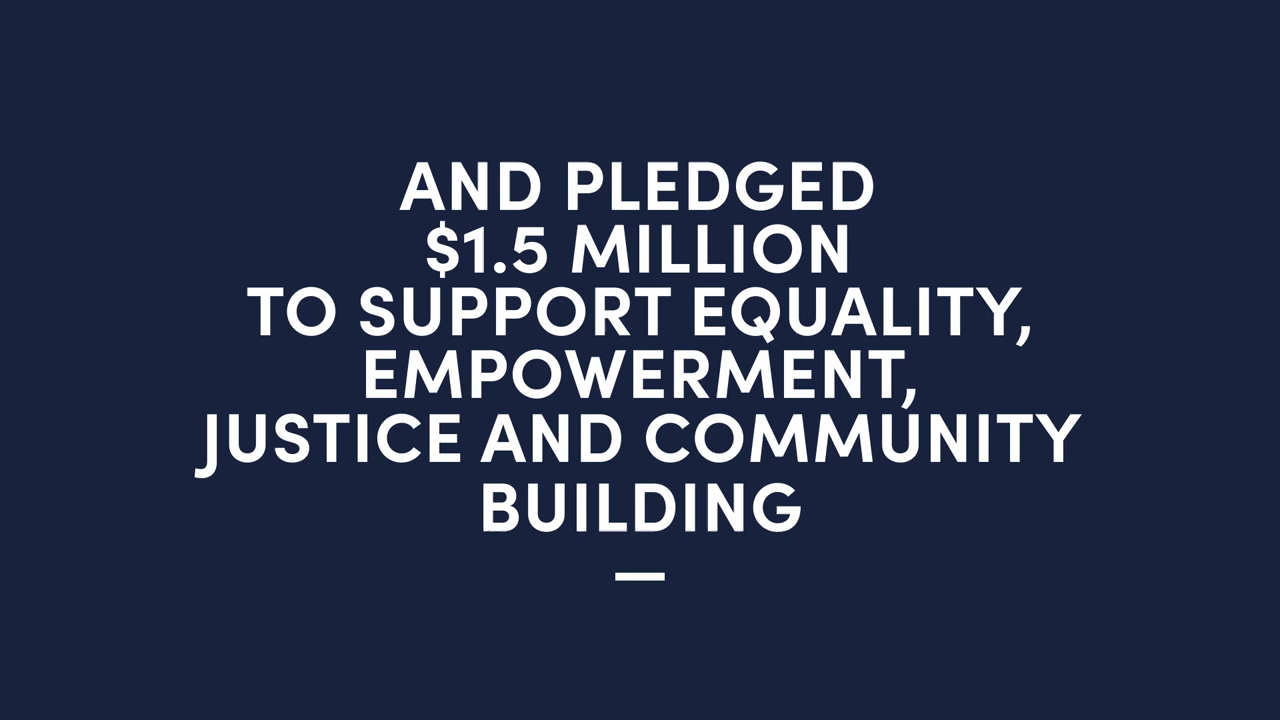 AND PLEDGED
$1.5 MILLION
TO SUPPORT EQUALITY,
EMPOWERMENT,
JUSTICE AND COMMUNITY
BUILDING